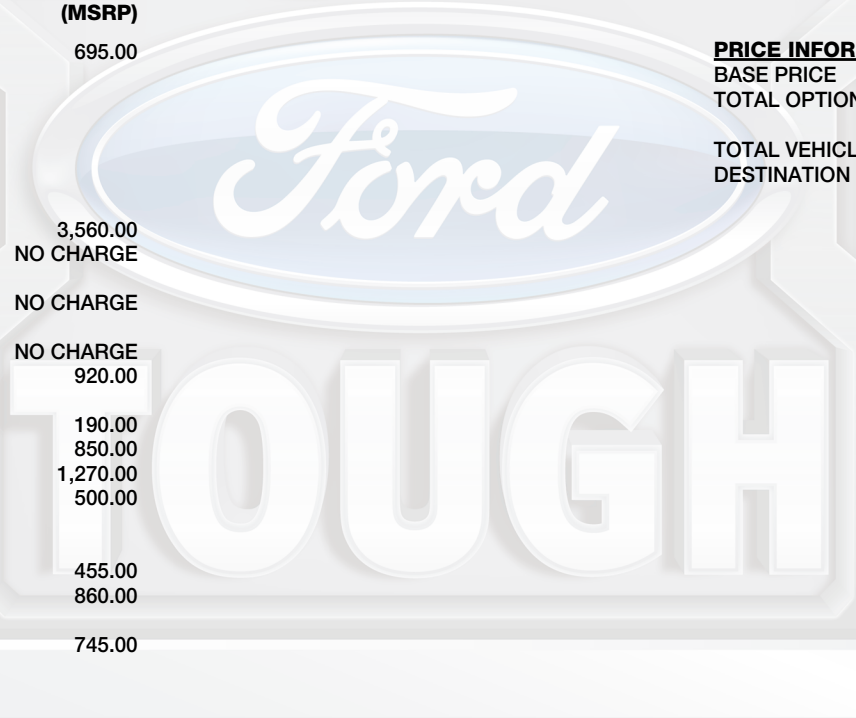 (MSRP)
695.00
3,560.00
NO CHARGE
NO CHARGE
NO CHARGE
920.00
190.00
850.00
1,270.00
500.00
455.00
860.00
745.00
PRICE INFOR
BASE PRICE
TOTAL OPTION
TOTAL VEHICL
DESTINATION
Ford
TOUGH